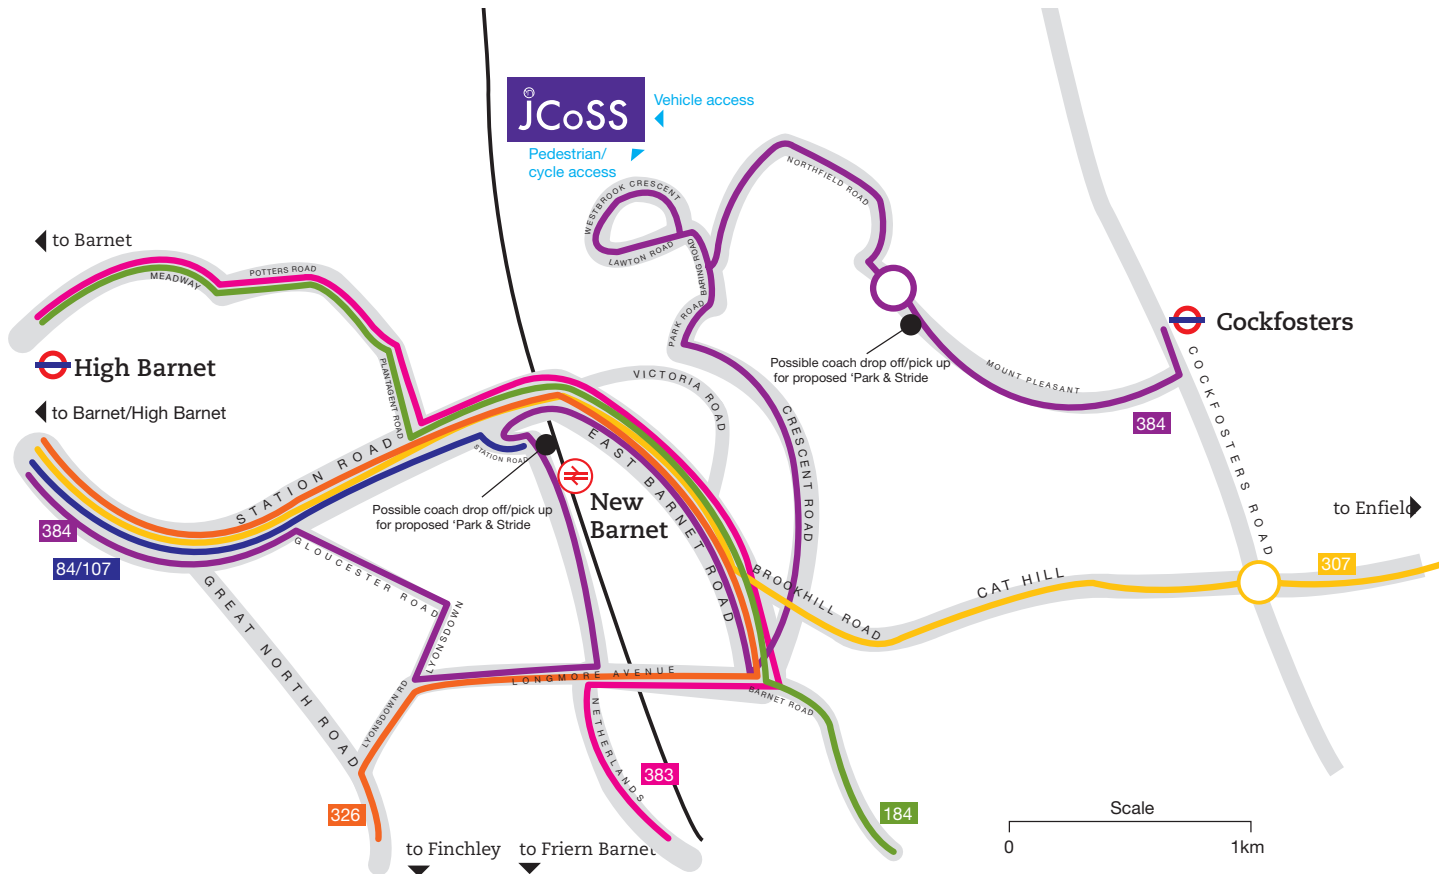 JCoSS
Vehicle access
Pedestrian/
cycle access
NORTHFIELD ROAD
WESTBROOK CRESCENT
LAWTON ROAD
BARING ROAD
PARK ROAD
to Barnet
MEADWAY
POTTERS ROAD
High Barnet
PLANTAGENT ROAD
to Barnet/High Barnet
Cockfosters
COCKFOSTERS ROAD
Possible coach drop off/pick up
for proposed ‘Park & Stride
MOUNT PLEASANT
384
VICTORIA ROAD
CRESCENT ROAD
STATION ROAD
STATION ROAD
EAST BARNET ROAD
Possible coach drop off/pick up
for proposed ‘Park & Stride
New
Barnet
to Enfield
384
84/107
GLOUCESTER ROAD
LYONSDOWN
GREAT NORTH ROAD
BROOKHILL ROAD
CAT HILL
307
LONGMORE AVENUE
LYONSDOWN RD
BARNET ROAD
NETHERLANDS
383
326
184
Scale
0
1km
to Finchley
to Friern Barnet